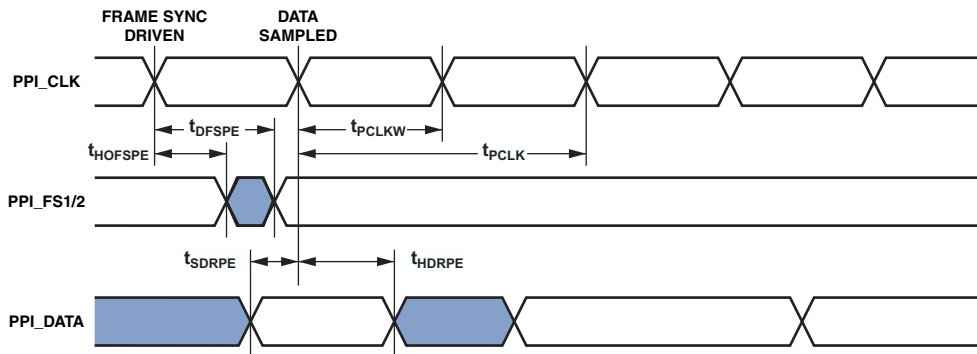 FRAME SYNC
DRIVEN
DATA
SAMPLED
PPI_CLK
tDFSPE
tPCLKW
tHOFSPE
tPCLK
PPI_FS1/2
tSDRPE
tHDRPE
PPI_DATA